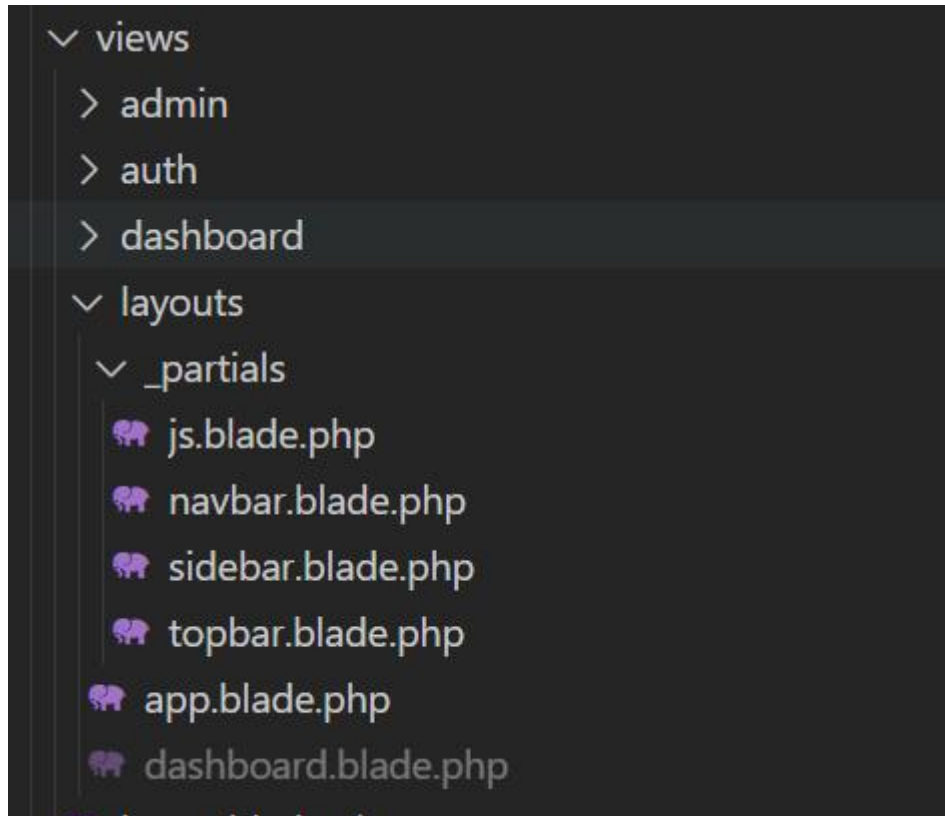 views
admin
auth
dashboard
layouts
_partials
js.blade.php
navbar.blade.php
sidebar.blade.php
topbar.blade.php
app.blade.php
dashboard.blade.php